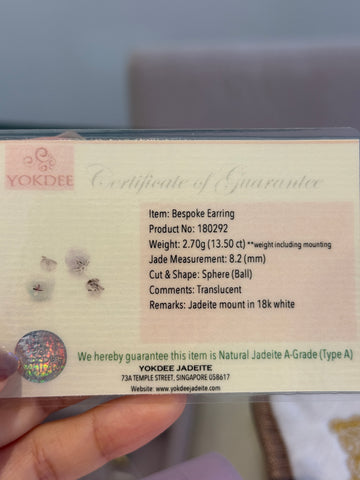 YOKDEE
Certificate of Guarantee
Item: Bespoke Earring
Product No: 180292
Weight: 2.70g (13.50 ct) **weight including mounting
Jade Measurement: 8.2 (mm)
Cut & Shape: Sphere (Ball)
Comments: Translucent
Remarks: Jadeite mount in 18k white
We hereby guarantee this item is Natural Jadeite A-Grade (Type A)
YOKDEE JADEITE
73A TEMPLE STREET, SINGAPORE 058617
Website: www.yokdeejadeite.com